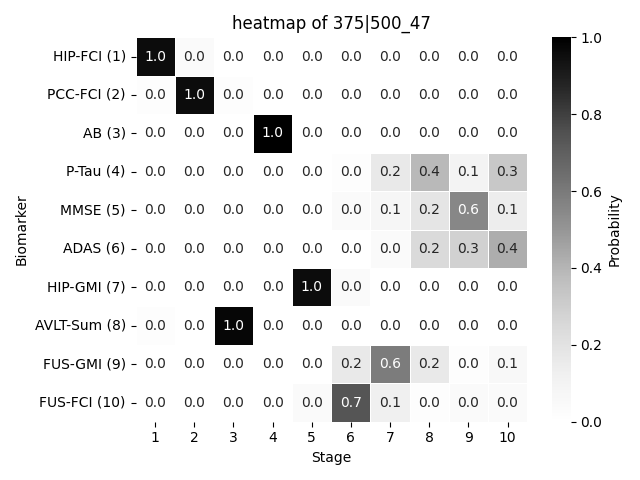 heatmap of 375|500_47
HIP-FCI (1) 1.0 0.0 0.0 0.0 0.0 0.0 0.0 0.0 0.0 0.0
PCC-FCI (2) 0.0 1.0 0.0 0.0 0.0 0.0 0.0 0.0 0.0 0.0
AB (3) 0.0 0.0 0.0 1.0 0.0 0.0 0.0 0.0 0.0 0.0
P-Tau (4) 0.0 0.0 0.0 0.0 0.0 0.0 0.2 0.4 0.1 0.3
MMSE (5) 0.0 0.0 0.0 0.0 0.0 0.0 0.1 0.2 0.6 0.1
ADAS (6) 0.0 0.0 0.0 0.0 0.0 0.0 0.0 0.2 0.3 0.4
HIP-GMI (7) 0.0 0.0 0.0 0.0 1.0 0.0 0.0 0.0 0.0 0.0
AVLT-Sum (8) 0.0 0.0 1.0 0.0 0.0 0.0 0.0 0.0 0.0 0.0
FUS-GMI (9) 0.0 0.0 0.0 0.0 0.0 0.2 0.6 0.2 0.0 0.1
FUS-FCI (10) 0.0 0.0 0.0 0.0 0.0 0.7 0.1 0.0 0.0 0.0
1 2 3 4 5 6 7 8 9 10
Stage
Biomarker
1.0
0.8
0.6
0.4
0.2
0.0
Probability